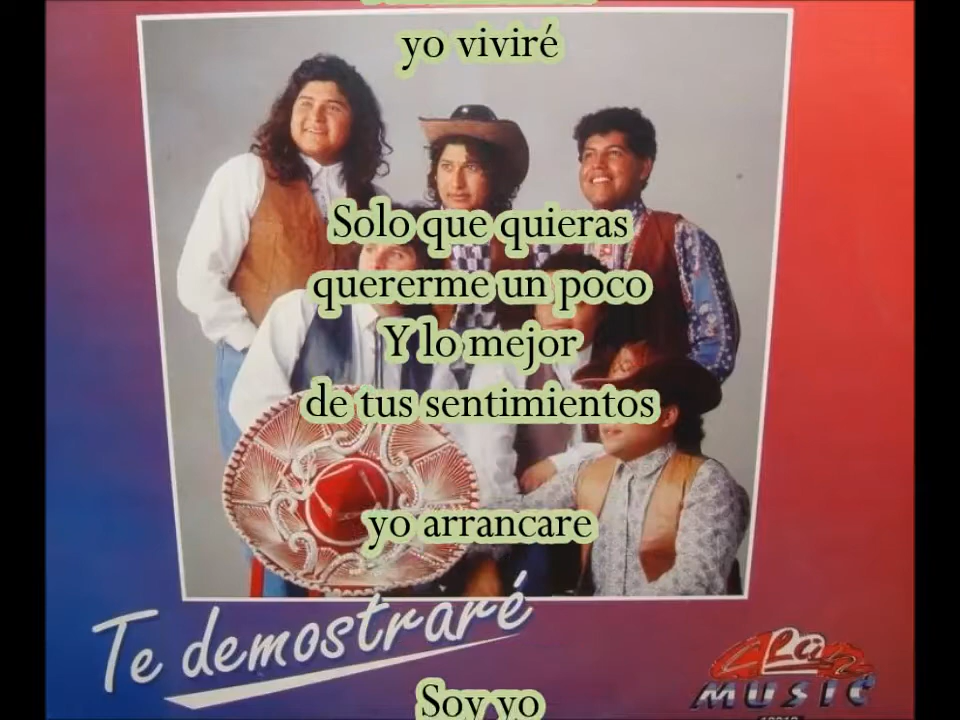 yo viviré
Solo que quieras
quererme un poco
Y lo mejor
de tus sentimientos
yo arrancare
Te demostraré
Soy yo
MUSIC